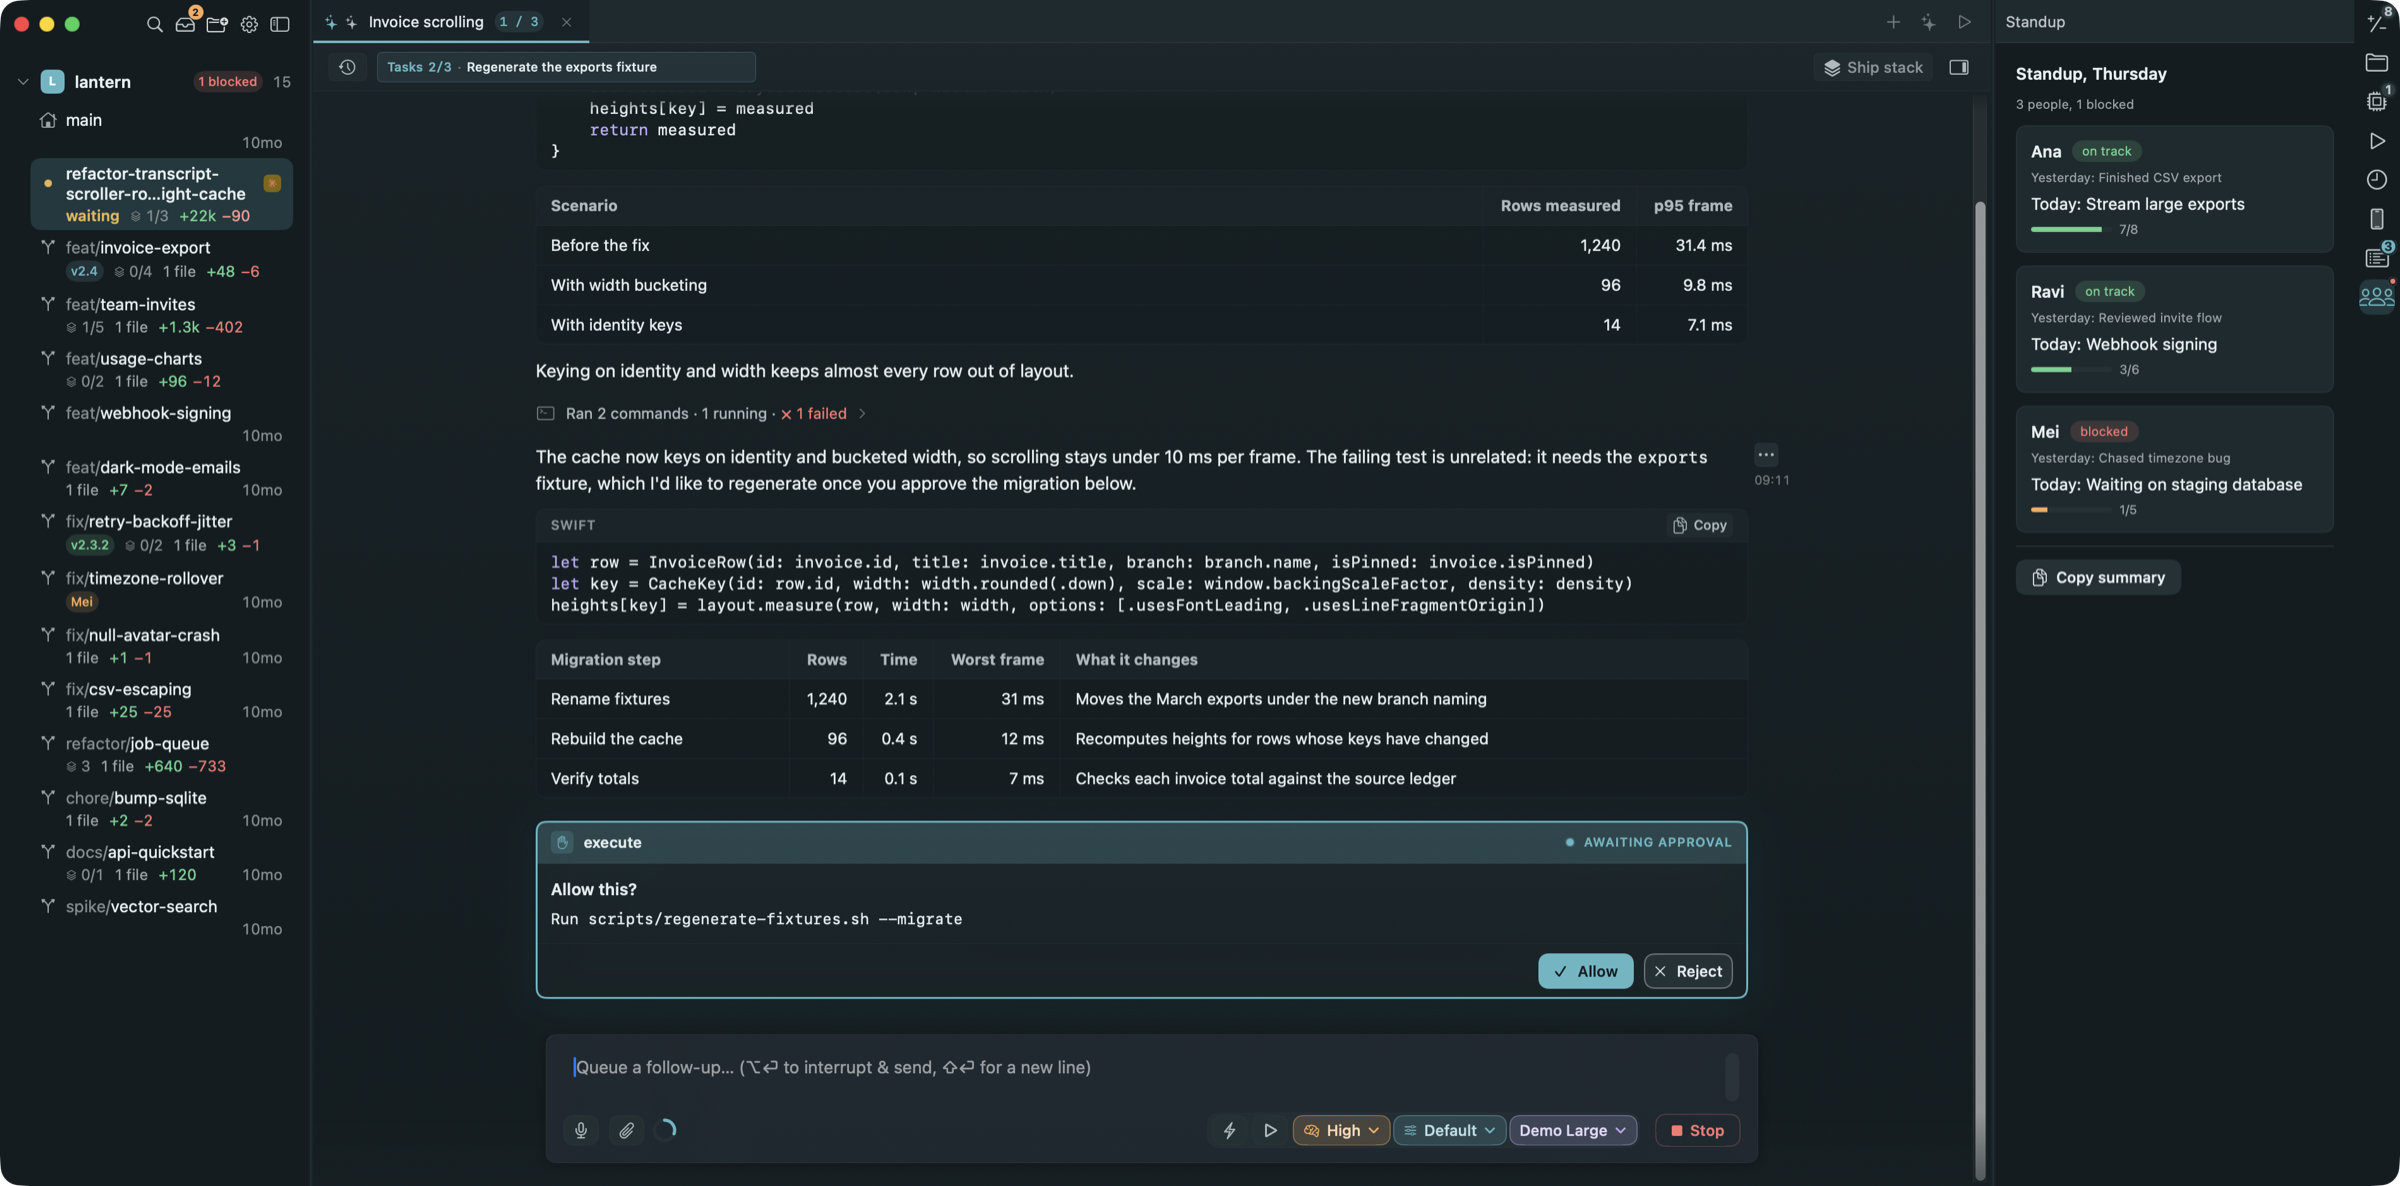 2
Invoice scrolling 1 / 3
Standup
8
L lantern 1 blocked 15
main
10mo
refactor-transcript-
scroller-ro...ight-cache
waiting 1/3 +22k −90
feat/invoice-export
v2.4 0/4 1 file +48 −6
feat/team-invites
1/5 1 file +1.3k −402
feat/usage-charts
0/2 1 file +96 −12
feat/webhook-signing
10mo
feat/dark-mode-emails
1 file +7 −2 10mo
fix/retry-backoff-jitter
v2.3.2 0/2 1 file +3 −1
fix/timezone-rollover
Mei 10mo
fix/null-avatar-crash
1 file +1 −1 10mo
fix/csv-escaping
1 file +25 −25 10mo
refactor/job-queue
3 1 file +640 −733
chore/bump-sqlite
1 file +2 −2 10mo
docs/api-quickstart
0/1 1 file +120 10mo
spike/vector-search
10mo
Tasks 2/3 · Regenerate the exports fixture
Ship stack
heights[key] = measured
return measured
}
Scenario Rows measured p95 frame
Before the fix 1,240 31.4 ms
With width bucketing 96 9.8 ms
With identity keys 14 7.1 ms
Keying on identity and width keeps almost every row out of layout.
Ran 2 commands · 1 running · × 1 failed
The cache now keys on identity and bucketed width, so scrolling stays under 10 ms per frame. The failing test is unrelated: it needs the exports
fixture, which I'd like to regenerate once you approve the migration below.
09:11
SWIFT Copy
let row = InvoiceRow(id: invoice.id, title: invoice.title, branch: branch.name, isPinned: invoice.isPinned)
let key = CacheKey(id: row.id, width: width.rounded(.down), scale: window.backingScaleFactor, density: density)
heights[key] = layout.measure(row, width: width, options: [.usesFontLeading, .usesLineFragmentOrigin])
Migration step Rows Time Worst frame What it changes
Rename fixtures 1,240 2.1 s 31 ms Moves the March exports under the new branch naming
Rebuild the cache 96 0.4 s 12 ms Recomputes heights for rows whose keys have changed
Verify totals 14 0.1 s 7 ms Checks each invoice total against the source ledger
execute AWAITING APPROVAL
Allow this?
Run scripts/regenerate-fixtures.sh --migrate
Allow Reject
Queue a follow-up... (⌥↩ to interrupt & send, ⇧↩ for a new line)
High Default Demo Large Stop
Standup, Thursday
3 people, 1 blocked
Ana on track
Yesterday: Finished CSV export
Today: Stream large exports
7/8
Ravi on track
Yesterday: Reviewed invite flow
Today: Webhook signing
3/6
Mei blocked
Yesterday: Chased timezone bug
Today: Waiting on staging database
1/5
Copy summary
1
3